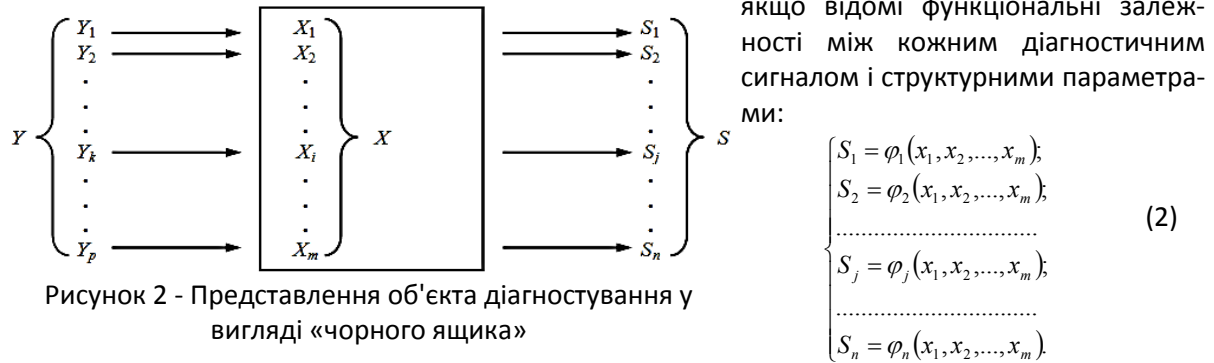 Y₁ X₁ S₁
Y₂ X₂ S₂
. . .
. . .
. . .
Y Yₖ Xᵢ X Sⱼ S
. . .
. . .
. . .
Yₚ Xₘ Sₙ
Рисунок 2 - Представлення об'єкта діагностування у
вигляді «чорного ящика»
якщо відомі функціональні залеж-
ності між кожним діагностичним
сигналом і структурними параметра-
ми:
S₁ = φ₁(x₁, x₂,..., xₘ);
S₂ = φ₂(x₁, x₂,..., xₘ);
................................
Sⱼ = φⱼ(x₁, x₂,..., xₘ);
................................
Sₙ = φₙ(x₁, x₂,..., xₘ).
(2)